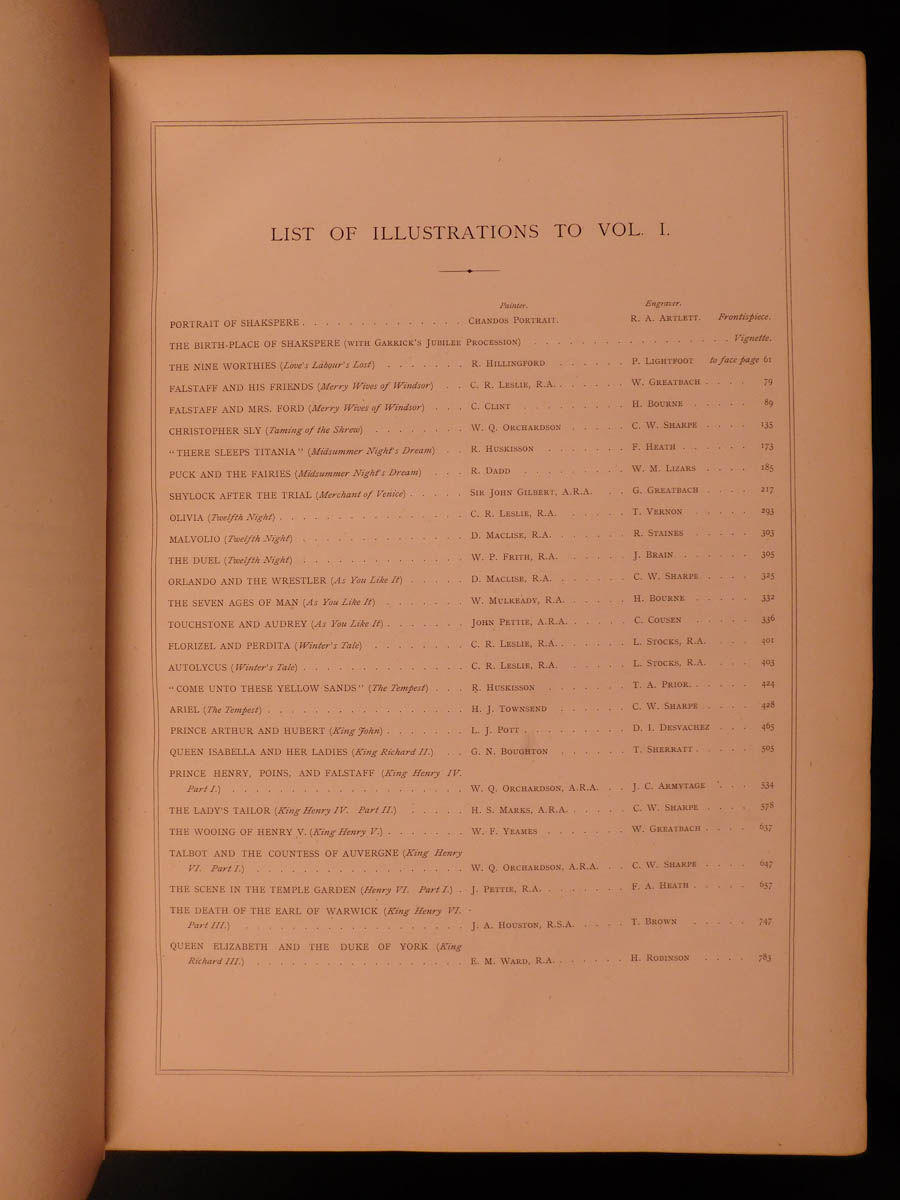 LIST OF ILLUSTRATIONS TO VOL. I.
Painter. Engraver.
PORTRAIT OF SHAKSPERE . . . . . . . . . . . . . . CHANDOS PORTRAIT. R. A. ARTLETT. Frontispiece.
THE BIRTH-PLACE OF SHAKSPERE (WITH GARRICK'S JUBILEE PROCESSION) . . . . . . . . . . . . . . . . . Vignette.
THE NINE WORTHIES (Love's Labour's Lost) . . . . . . . R. HILLINGFORD . . . . . . P. LIGHTFOOT to face page 61
FALSTAFF AND HIS FRIENDS (Merry Wives of Windsor) . . C. R. LESLIE, R.A. . . . . . . W. GREATBACH . . . . 79
FALSTAFF AND MRS. FORD (Merry Wives of Windsor) . . . C. CLINT . . . . . . . . . H. BOURNE . . . . . 89
CHRISTOPHER SLY (Taming of the Shrew) . . . . . . . . W. Q. ORCHARDSON . . . . . C. W. SHARPE . . . . 135
"THERE SLEEPS TITANIA" (Midsummer Night's Dream) . . R. HUSKISSON . . . . . . . F. HEATH . . . . . . 173
PUCK AND THE FAIRIES (Midsummer Night's Dream) . . . R. DADD . . . . . . . . . W. M. LIZARS . . . . 185
SHYLOCK AFTER THE TRIAL (Merchant of Venice) . . . . . SIR JOHN GILBERT, A.R.A. . . G. GREATBACH . . . . 217
OLIVIA (Twelfth Night) . . . . . . . . . . . . . . . . C. R. LESLIE, R.A. . . . . . T. VERNON . . . . . 293
MALVOLIO (Twelfth Night) . . . . . . . . . . . . . . D. MACLISE, R.A. . . . . . . R. STAINES . . . . . 303
THE DUEL (Twelfth Night) . . . . . . . . . . . . . . W. P. FRITH, R.A. . . . . . J. BRAIN . . . . . . 305
ORLANDO AND THE WRESTLER (As You Like It) . . . . . D. MACLISE, R.A. . . . . . . C. W. SHARPE . . . . 325
THE SEVEN AGES OF MAN (As You Like It) . . . . . . . W. MULREADY, R.A. . . . . . H. BOURNE . . . . . 332
TOUCHSTONE AND AUDREY (As You Like It) . . . . . . . JOHN PETTIE, A.R.A. . . . . . C. COUSEN . . . . . 336
FLORIZEL AND PERDITA (Winter's Tale) . . . . . . . . C. R. LESLIE, R.A. . . . . . . L. STOCKS, R.A. . . . 401
AUTOLYCUS (Winter's Tale) . . . . . . . . . . . . . . C. R. LESLIE, R.A. . . . . . L. STOCKS, R.A. . . . 403
"COME UNTO THESE YELLOW SANDS" (The Tempest) . . . R. HUSKISSON . . . . . . . T. A. PRIOR. . . . . . 424
ARIEL (The Tempest) . . . . . . . . . . . . . . . . . H. J. TOWNSEND . . . . . . C. W. SHARPE . . . . 428
PRINCE ARTHUR AND HUBERT (King John) . . . . . . . L. J. POTT . . . . . . . . D. I. DESVACHEZ . . . 465
QUEEN ISABELLA AND HER LADIES (King Richard II.) . . G. N. BOUGHTON . . . . . . T. SHERRATT . . . . . 505
PRINCE HENRY, POINS, AND FALSTAFF (King Henry IV.
Part I.) . . . . . . . . . . . . . . . . . . . . W. Q. ORCHARDSON, A.R.A. . . J. C. ARMYTAGE . . . 534
THE LADY'S TAILOR (King Henry IV. Part II.) . . . . . H. S. MARKS, A.R.A. . . . . C. W. SHARPE . . . . 578
THE WOOING OF HENRY V. (King Henry V.) . . . . . . . W. F. YEAMES . . . . . . W. GREATBACH . . . . 637
TALBOT AND THE COUNTESS OF AUVERGNE (King Henry
VI. Part I.) . . . . . . . . . . . . . . . . . . W. Q. ORCHARDSON, A.R.A. . . C. W. SHARPE . . . . 647
THE SCENE IN THE TEMPLE GARDEN (Henry VI. Part I.) . J. PETTIE, R.A. . . . . . . F. A. HEATH . . . . . 657
THE DEATH OF THE EARL OF WARWICK (King Henry VI.
Part III.) . . . . . . . . . . . . . . . . . . . J. A. HOUSTON, R.S.A. . . . . T. BROWN . . . . . 747
QUEEN ELIZABETH AND THE DUKE OF YORK (King
Richard III.) . . . . . . . . . . . . . . . . . . E. M. WARD, R.A. . . . . . . H. ROBINSON . . . . 783